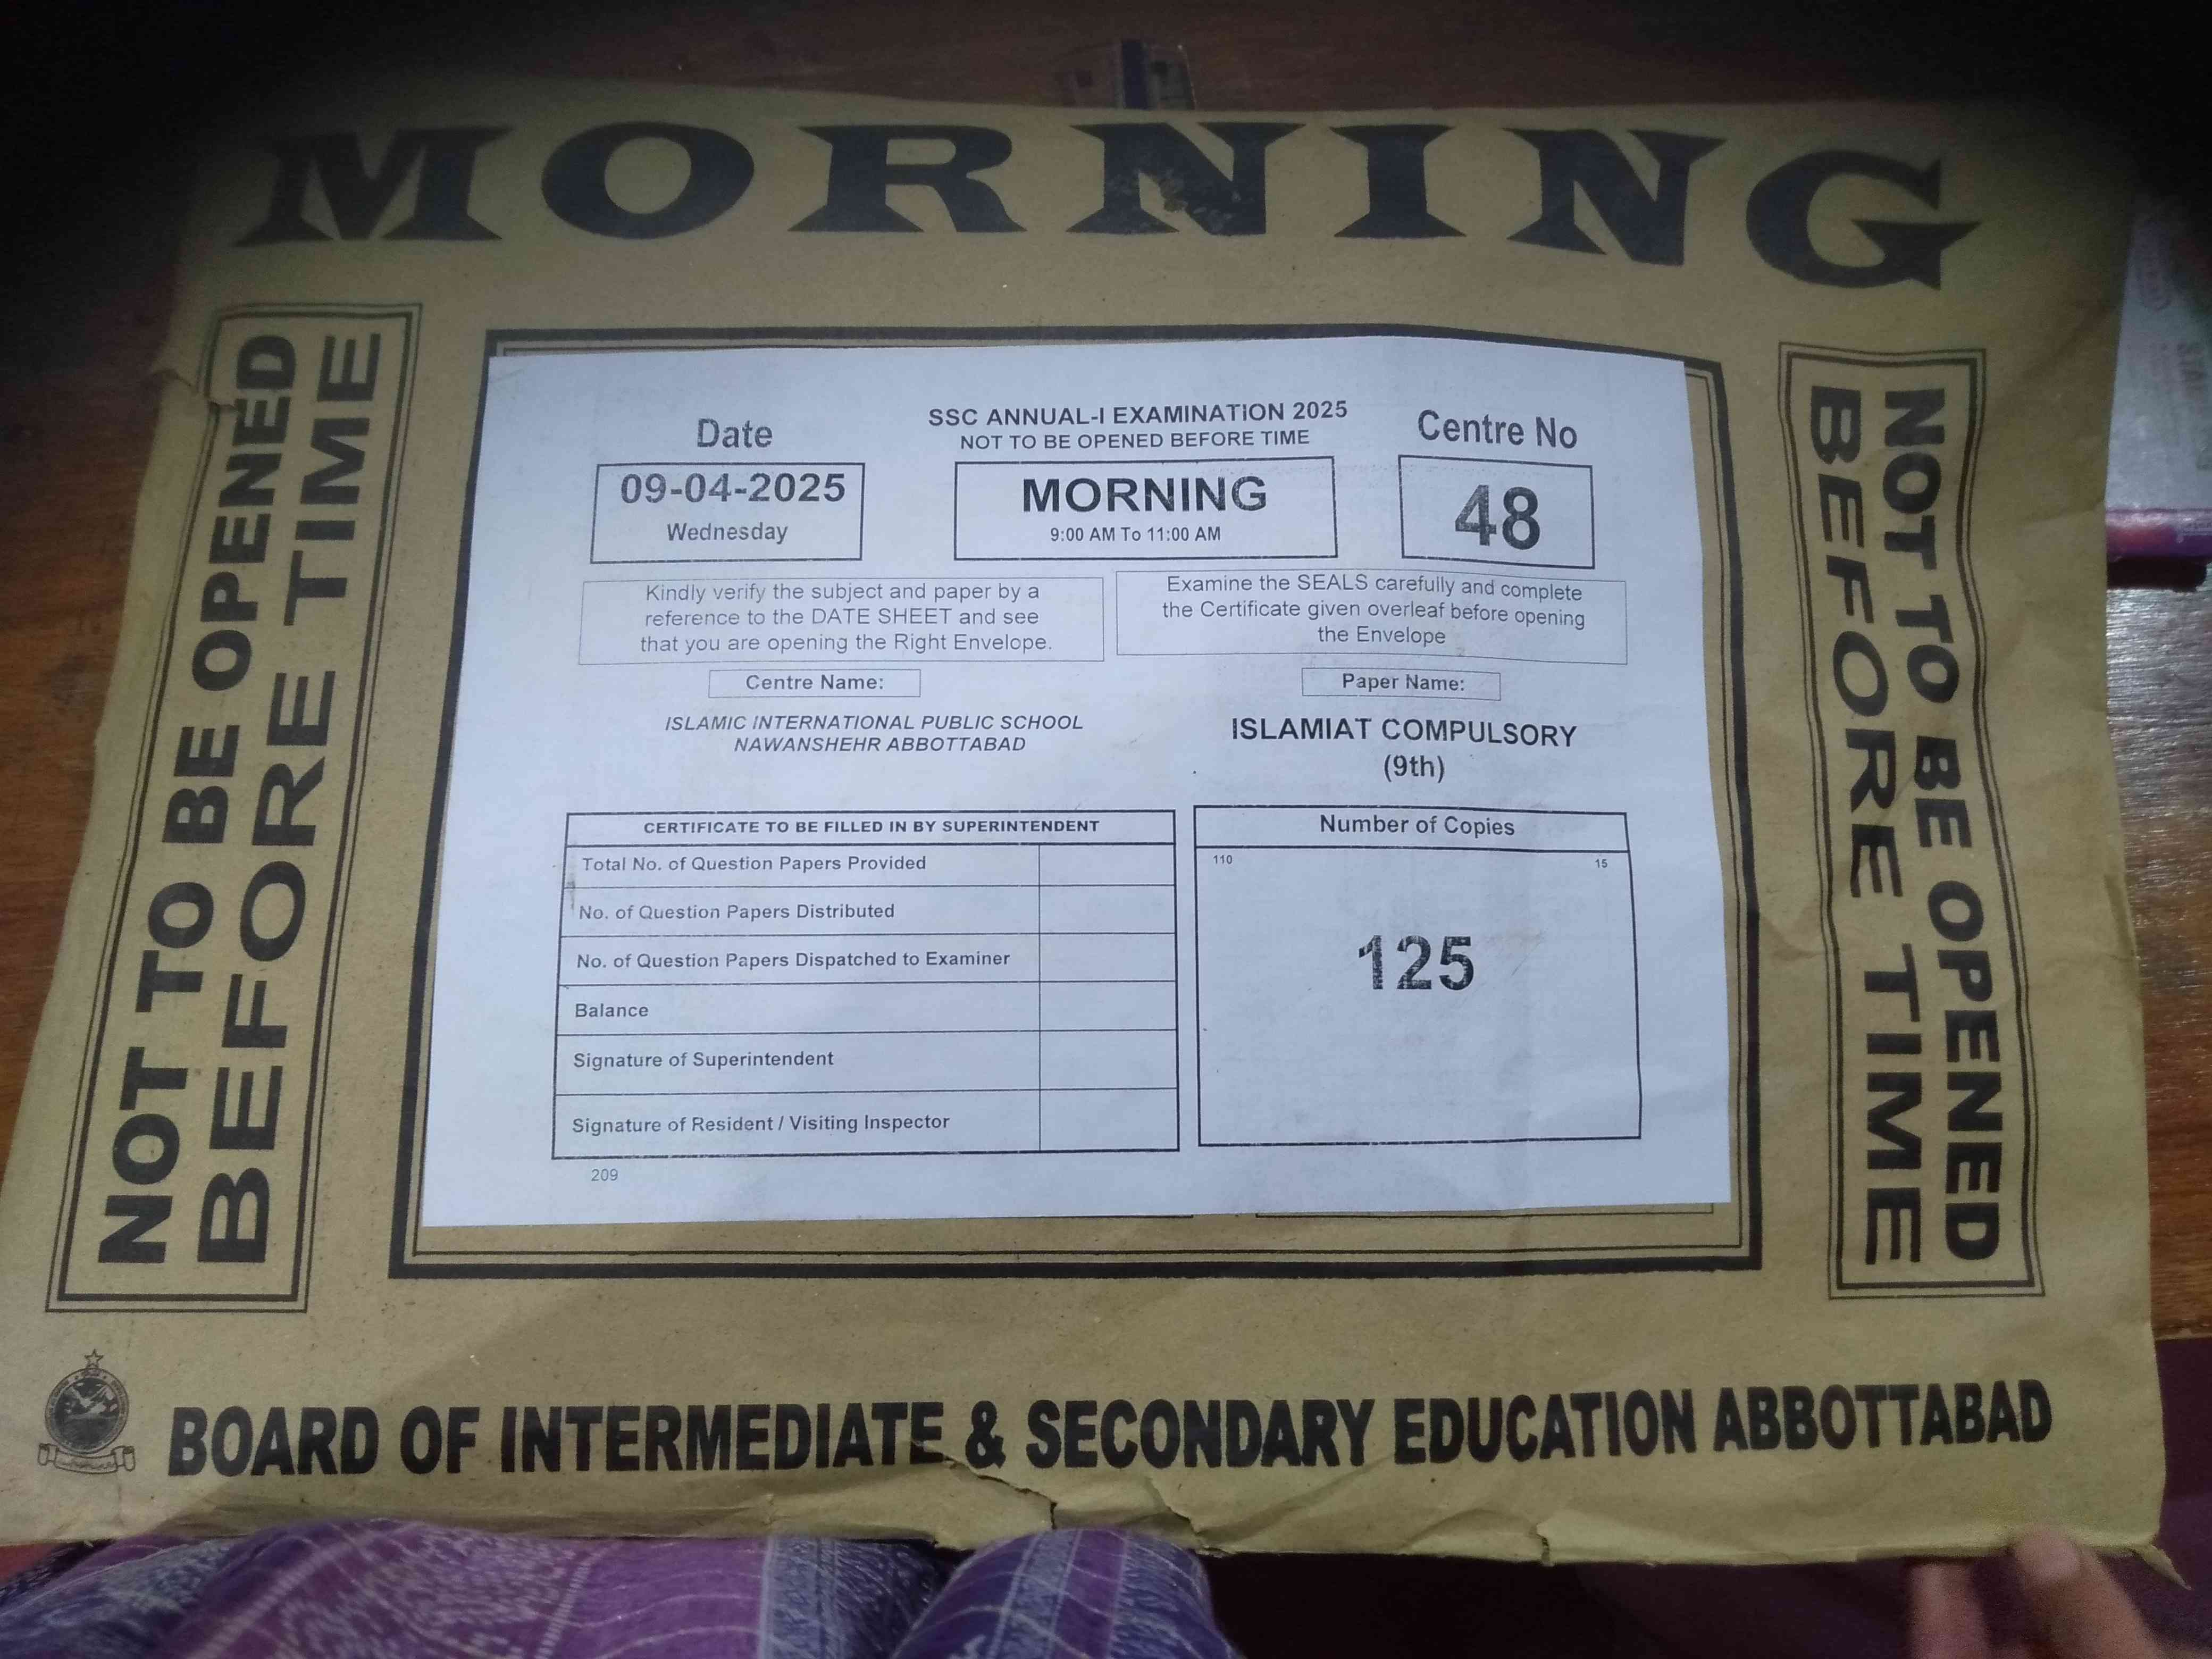 MORNING
NOT TO BE OPENED
BEFORE TIME
SSC ANNUAL-I EXAMINATION 2025
NOT TO BE OPENED BEFORE TIME
Date
09-04-2025
Wednesday
MORNING
9:00 AM To 11:00 AM
Centre No
48
Kindly verify the subject and paper by a
reference to the DATE SHEET and see
that you are opening the Right Envelope.
Examine the SEALS carefully and complete
the Certificate given overleaf before opening
the Envelope
Centre Name:
ISLAMIC INTERNATIONAL PUBLIC SCHOOL
NAWANSHEHR ABBOTTABAD
Paper Name:
ISLAMIAT COMPULSORY
(9th)
CERTIFICATE TO BE FILLED IN BY SUPERINTENDENT
Total No. of Question Papers Provided
No. of Question Papers Distributed
No. of Question Papers Dispatched to Examiner
Balance
Signature of Superintendent
Signature of Resident / Visiting Inspector
209
Number of Copies
110 15
125
NOT TO BE OPENED
BEFORE TIME
BOARD OF INTERMEDIATE & SECONDARY EDUCATION ABBOTTABAD